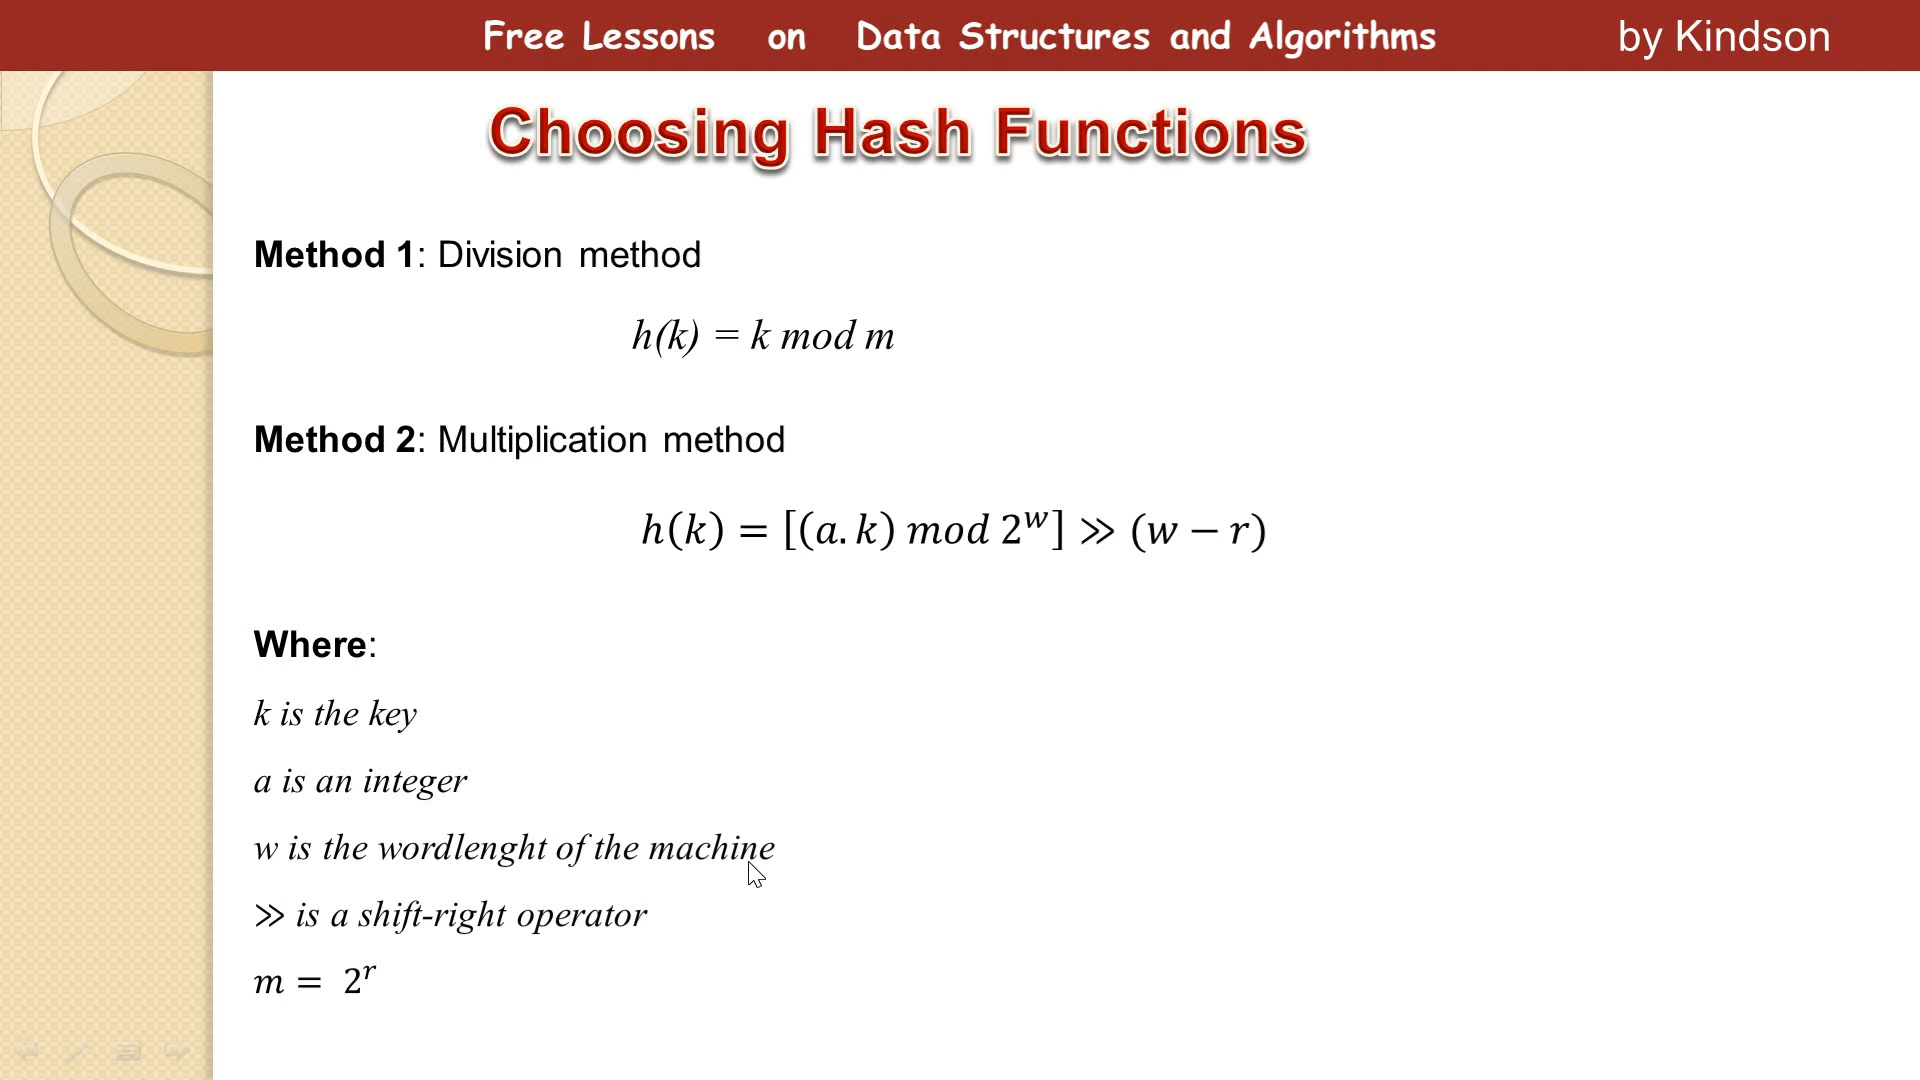 Free Lessons on Data Structures and Algorithms by Kindson
Choosing Hash Functions
Method 1: Division method
h(k) = k mod m
Method 2: Multiplication method
h(k) = [(a.k) mod 2^w] ≫ (w − r)
Where:
k is the key
a is an integer
w is the wordlenght of the machine
≫ is a shift-right operator
m = 2^r